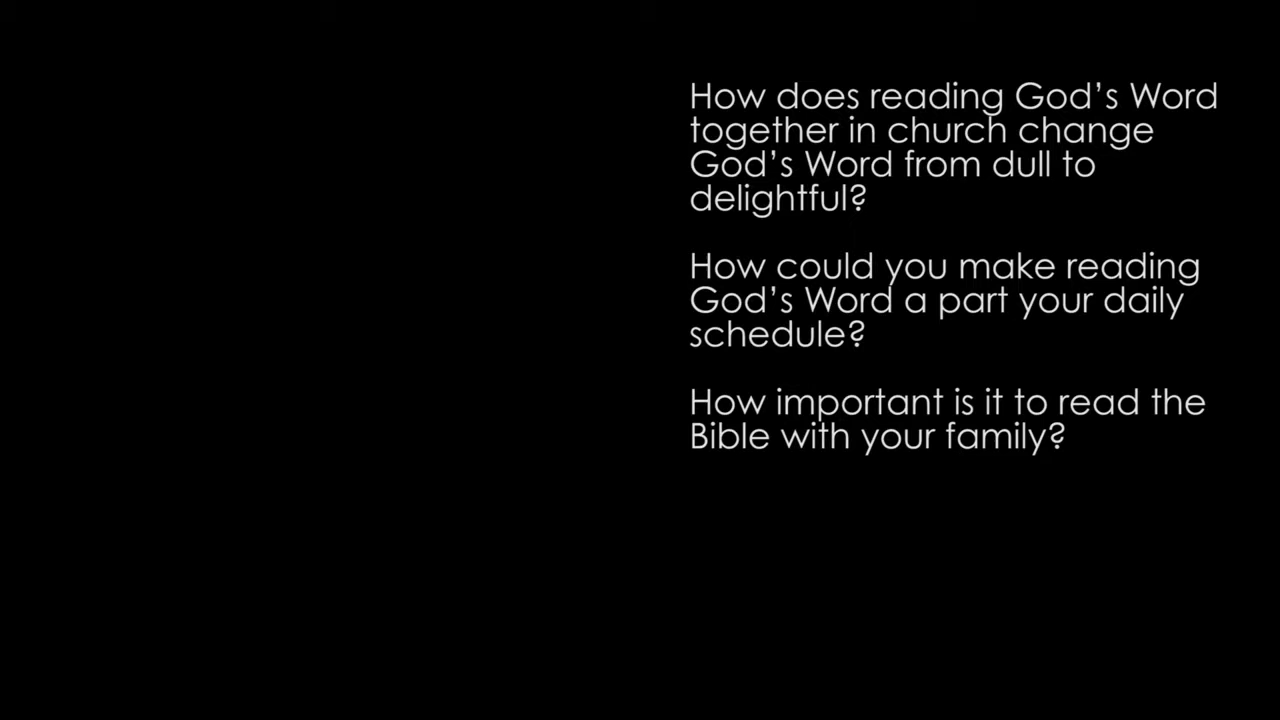 How does reading God’s Word
together in church change
God’s Word from dull to
delightful?
How could you make reading
God’s Word a part your daily
schedule?
How important is it to read the
Bible with your family?